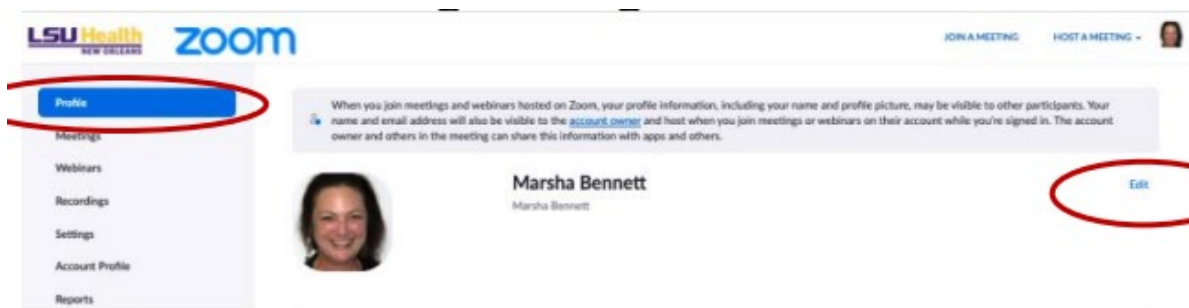 LSU Health
NEW ORLEANS
zoom
JOIN A MEETING
HOST A MEETING
Profile
Meetings
Webinars
Recordings
Settings
Account Profile
Reports
When you join meetings and webinars hosted on Zoom, your profile information, including your name and profile picture, may be visible to other participants. Your
name and email address will also be visible to the account owner and host when you join meetings or webinars on their account while you're signed in. The account
owner and others in the meeting can share this information with apps and others.
Marsha Bennett
Marsha Bennett
Edit